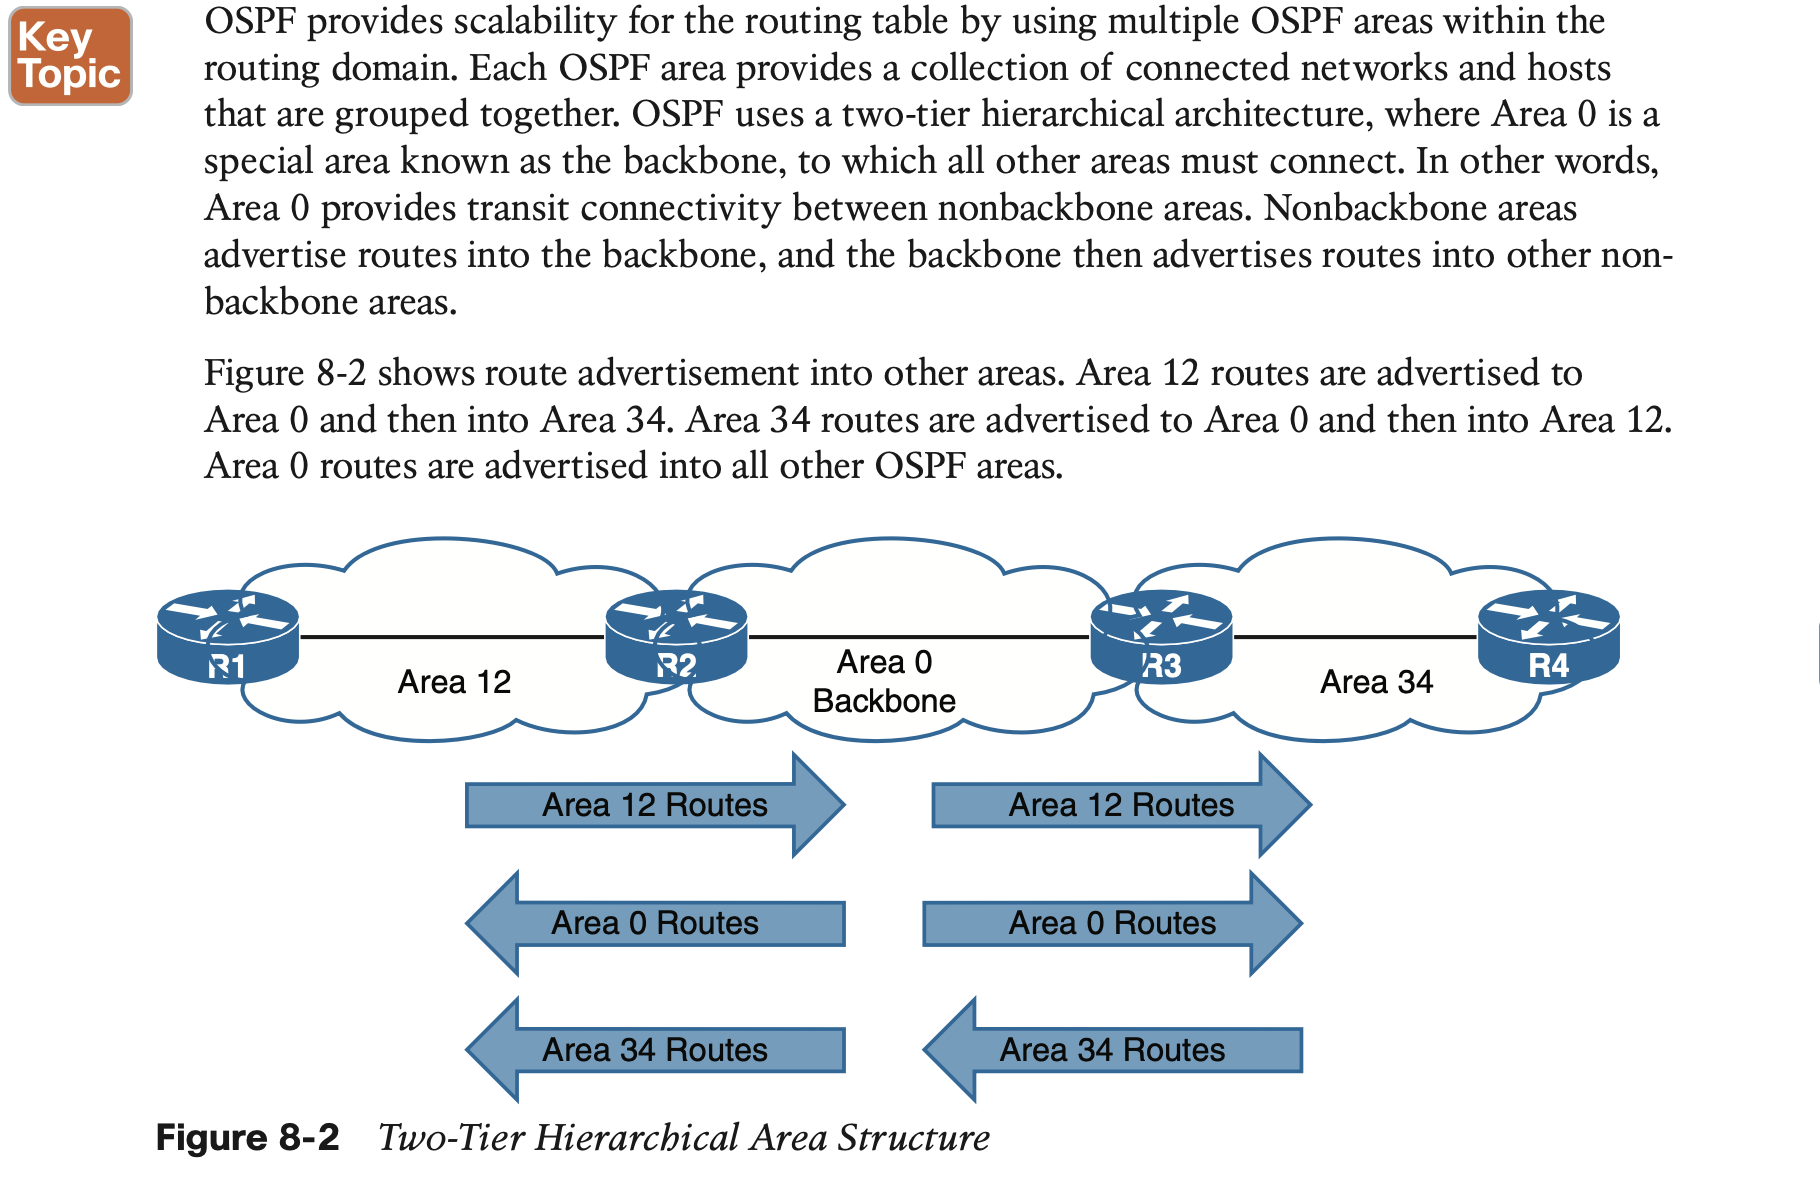 Key
Topic
OSPF provides scalability for the routing table by using multiple OSPF areas within the
routing domain. Each OSPF area provides a collection of connected networks and hosts
that are grouped together. OSPF uses a two-tier hierarchical architecture, where Area 0 is a
special area known as the backbone, to which all other areas must connect. In other words,
Area 0 provides transit connectivity between nonbackbone areas. Nonbackbone areas
advertise routes into the backbone, and the backbone then advertises routes into other non-
backbone areas.
Figure 8-2 shows route advertisement into other areas. Area 12 routes are advertised to
Area 0 and then into Area 34. Area 34 routes are advertised to Area 0 and then into Area 12.
Area 0 routes are advertised into all other OSPF areas.
R1
R2
R3
R4
Area 12
Area 0
Backbone
Area 34
Area 12 Routes
Area 12 Routes
Area 0 Routes
Area 0 Routes
Area 34 Routes
Area 34 Routes
Figure 8-2 Two-Tier Hierarchical Area Structure